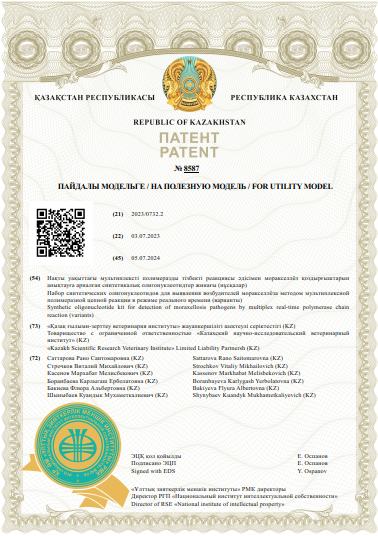 ҚАЗАҚСТАН РЕСПУБЛИКАСЫ РЕСПУБЛИКА КАЗАХСТАН
REPUBLIC OF KAZAKHSTAN
ПАТЕНТ
PATENT
№ 8587
ПАЙДАЛЫ МОДЕЛЬГЕ / НА ПОЛЕЗНУЮ МОДЕЛЬ / FOR UTILITY MODEL
(21) 2023/0732.2
(22) 03.07.2023
(45) 05.07.2024
(54) Нақты уақыттағы мультиплексті полимеразды тізбекті реакциясы әдісімен моракселлёз қоздырғыштарын
анықтауға арналған синтетикалық олигонуклеотидтер жинағы (нұсқалар)
Набор синтетических олигонуклеотидов для выявления возбудителей моракселлёза методом мультиплексной
полимеразной цепной реакции в режиме реального времени (варианты)
Synthetic oligonucleotide kit for detection of moraxellosis pathogens by multiplex real-time polymerase chain
reaction (variants)
(73) «Қазақ ғылыми-зерттеу ветеринария институты» жауапкершілігі шектеулі серіктестігі (KZ)
Товарищество с ограниченной ответственностью «Казахский научно-исследовательский ветеринарный
институт» (KZ)
«Kazakh Scientific Research Veterinary Institute» Limited Liability Partnership (KZ)
(72) Саттарова Рано Саитомаровна (KZ) Sattarova Rano Saitomarovna (KZ)
Строчков Виталий Михайлович (KZ) Strochkov Vitaliy Mikhailovich (KZ)
Касенов Мархабат Мелисбекович (KZ) Kassenov Markhabat Melisbekovich (KZ)
Боранбаева Карлыгаш Ерболатовна (KZ) Boranbayeva Karlygash Yerbolatovna (KZ)
Бакиева Флюра Альбертовна (KZ) Bakiyeva Flyura Albertovna (KZ)
Шыныбаев Куандык Мухаметкалиевич (KZ) Shynybaev Kuandyk Mukhametkaliyevich (KZ)
ЭЦҚ қол қойылды Е. Оспанов
Подписано ЭЦП Е. Оспанов
Signed with EDS Y. Ospanov
«Ұлттық зияткерлік меншік институты» РМК директоры
Директор РГП «Национальный институт интеллектуальной собственности»
Director of RSE «National institute of intellectual property»